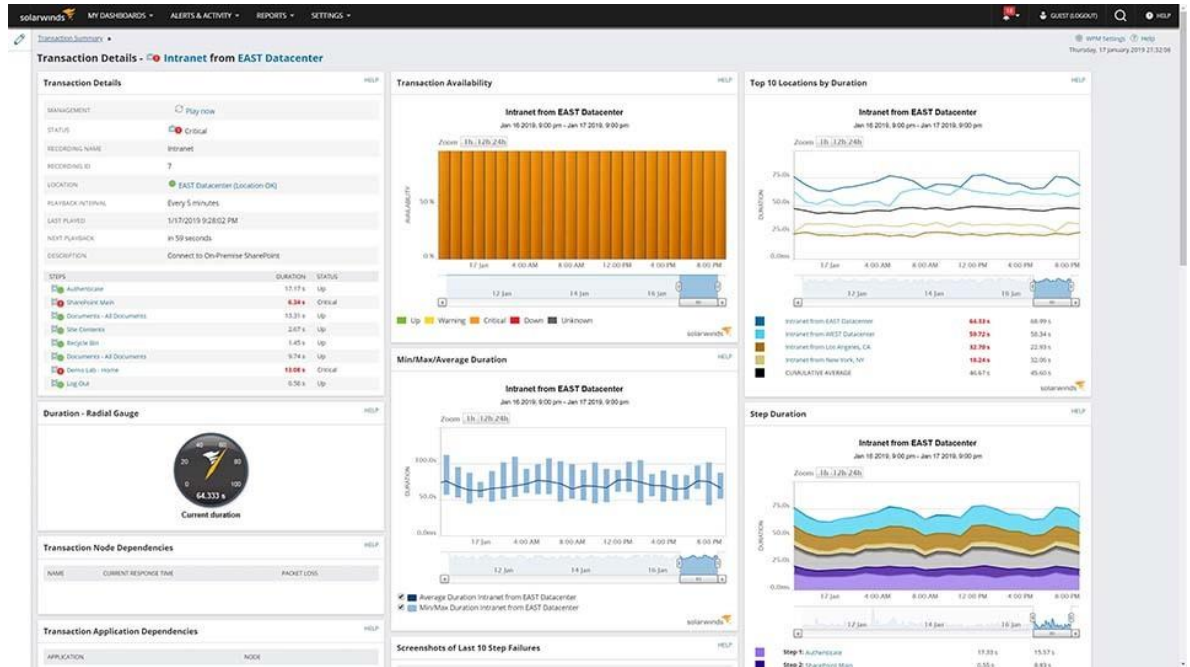 solarwinds MY DASHBOARDS ALERTS & ACTIVITY REPORTS SETTINGS GUEST (LOGOUT) HELP
Transaction Summary
WPM Settings Help
Thursday, 17 January 2019 21:32:06
Transaction Details - Intranet from EAST Datacenter
Transaction Details HELP
MANAGEMENT Play now
STATUS Critical
RECORDING NAME Intranet
RECORDING ID 7
LOCATION EAST Datacenter (Location OK)
PLAYBACK INTERVAL Every 5 minutes
LAST PLAYED 1/17/2019 9:28:02 PM
NEXT PLAYBACK in 59 seconds
DESCRIPTION Connect to On-Premise SharePoint
STEPS DURATION STATUS
Authenticate 17.17 s Up
SharePoint Main 6.34 s Critical
Documents - All Documents 13.31 s Up
Site Contents 2.67 s Up
Recycle Bin 1.45 s Up
Documents - All Documents 9.74 s Up
Demo Lab - Home 13.08 s Critical
Log Out 0.58 s Up
Duration - Radial Gauge HELP
0 20 40 60 80 100
64.333 s
Current duration
Transaction Node Dependencies HELP
NAME CURRENT RESPONSE TIME PACKET LOSS
Transaction Application Dependencies HELP
APPLICATION NODE
Transaction Availability HELP
Intranet from EAST Datacenter
Jan 16 2019, 9:00 pm - Jan 17 2019, 9:00 pm
Zoom 1h 12h 24h
AVAILABILITY
50 %
0 %
17 Jan 4:00 AM 8:00 AM 12:00 PM 4:00 PM 8:00 PM
12 Jan 14 Jan 16 Jan
Up Warning Critical Down Unknown
solarwinds
Min/Max/Average Duration HELP
Intranet from EAST Datacenter
Jan 16 2019, 9:00 pm - Jan 17 2019, 9:00 pm
Zoom 1h 12h 24h
DURATION
100.0s
50.0s
0.0ms
17 Jan 4:00 AM 8:00 AM 12:00 PM 4:00 PM 8:00 PM
12 Jan 14 Jan 16 Jan
Average Duration Intranet from EAST Datacenter
Min/Max Duration Intranet from EAST Datacenter
solarwinds
Screenshots of Last 10 Step Failures HELP
Top 10 Locations by Duration HELP
Intranet from EAST Datacenter
Jan 16 2019, 9:00 pm - Jan 17 2019, 9:00 pm
Zoom 1h 12h 24h
DURATION
75.0s
50.0s
25.0s
0.0ms
17 Jan 4:00 AM 8:00 AM 12:00 PM 4:00 PM 8:00 PM
12 Jan 14 Jan 16 Jan
Intranet from EAST Datacenter 64.33 s 68.99 s
Intranet from WEST Datacenter 59.72 s 50.34 s
Intranet from Los Angeles, CA 32.70 s 22.93 s
Intranet from New York, NY 18.24 s 32.06 s
CUMULATIVE AVERAGE 46.67 s 45.60 s
solarwinds
Step Duration HELP
Intranet from EAST Datacenter
Jan 16 2019, 9:00 pm - Jan 17 2019, 9:00 pm
Zoom 1h 12h 24h
DURATION
75.0s
50.0s
25.0s
0.0ms
17 Jan 4:00 AM 8:00 AM 12:00 PM 4:00 PM 8:00 PM
12 Jan 14 Jan 16 Jan
Step 1: Authenticate 17.33 s 15.57 s
Step 2: SharePoint Main